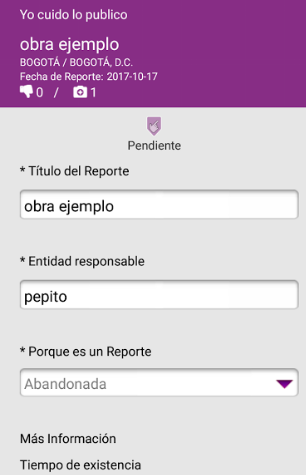 Yo cuido lo publico
obra ejemplo
BOGOTÁ / BOGOTÁ, D.C.
Fecha de Reporte: 2017-10-17
0 / 1
Pendiente
* Título del Reporte
obra ejemplo
* Entidad responsable
pepito
* Porque es un Reporte
Abandonada
Más Información
Tiempo de existencia